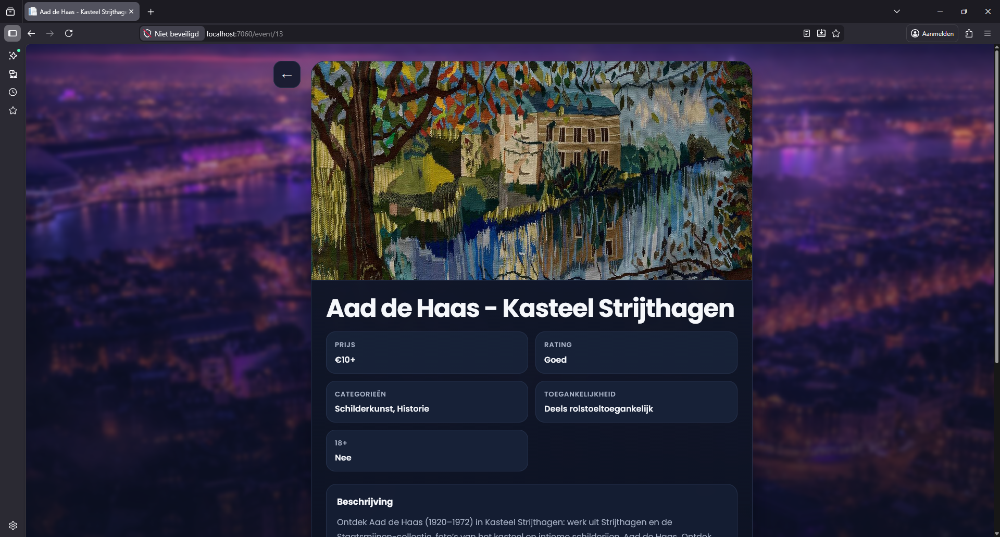 Aad de Haas - Kasteel Strijthage
Niet beveiligd
localhost:7060/event/13
Aanmelden
←
Aad de Haas - Kasteel Strijthagen
PRIJS
€10+
RATING
Goed
CATEGORIEËN
Schilderkunst, Historie
TOEGANKELIJKHEID
Deels rolstoeltoegankelijk
18+
Nee
Beschrijving
Ontdek Aad de Haas (1920–1972) in Kasteel Strijthagen: werk uit Strijthagen en de
Staatsmijnen-collectie, foto's van het kasteel en intieme schilderijen. Aad de Haas. Ontdek